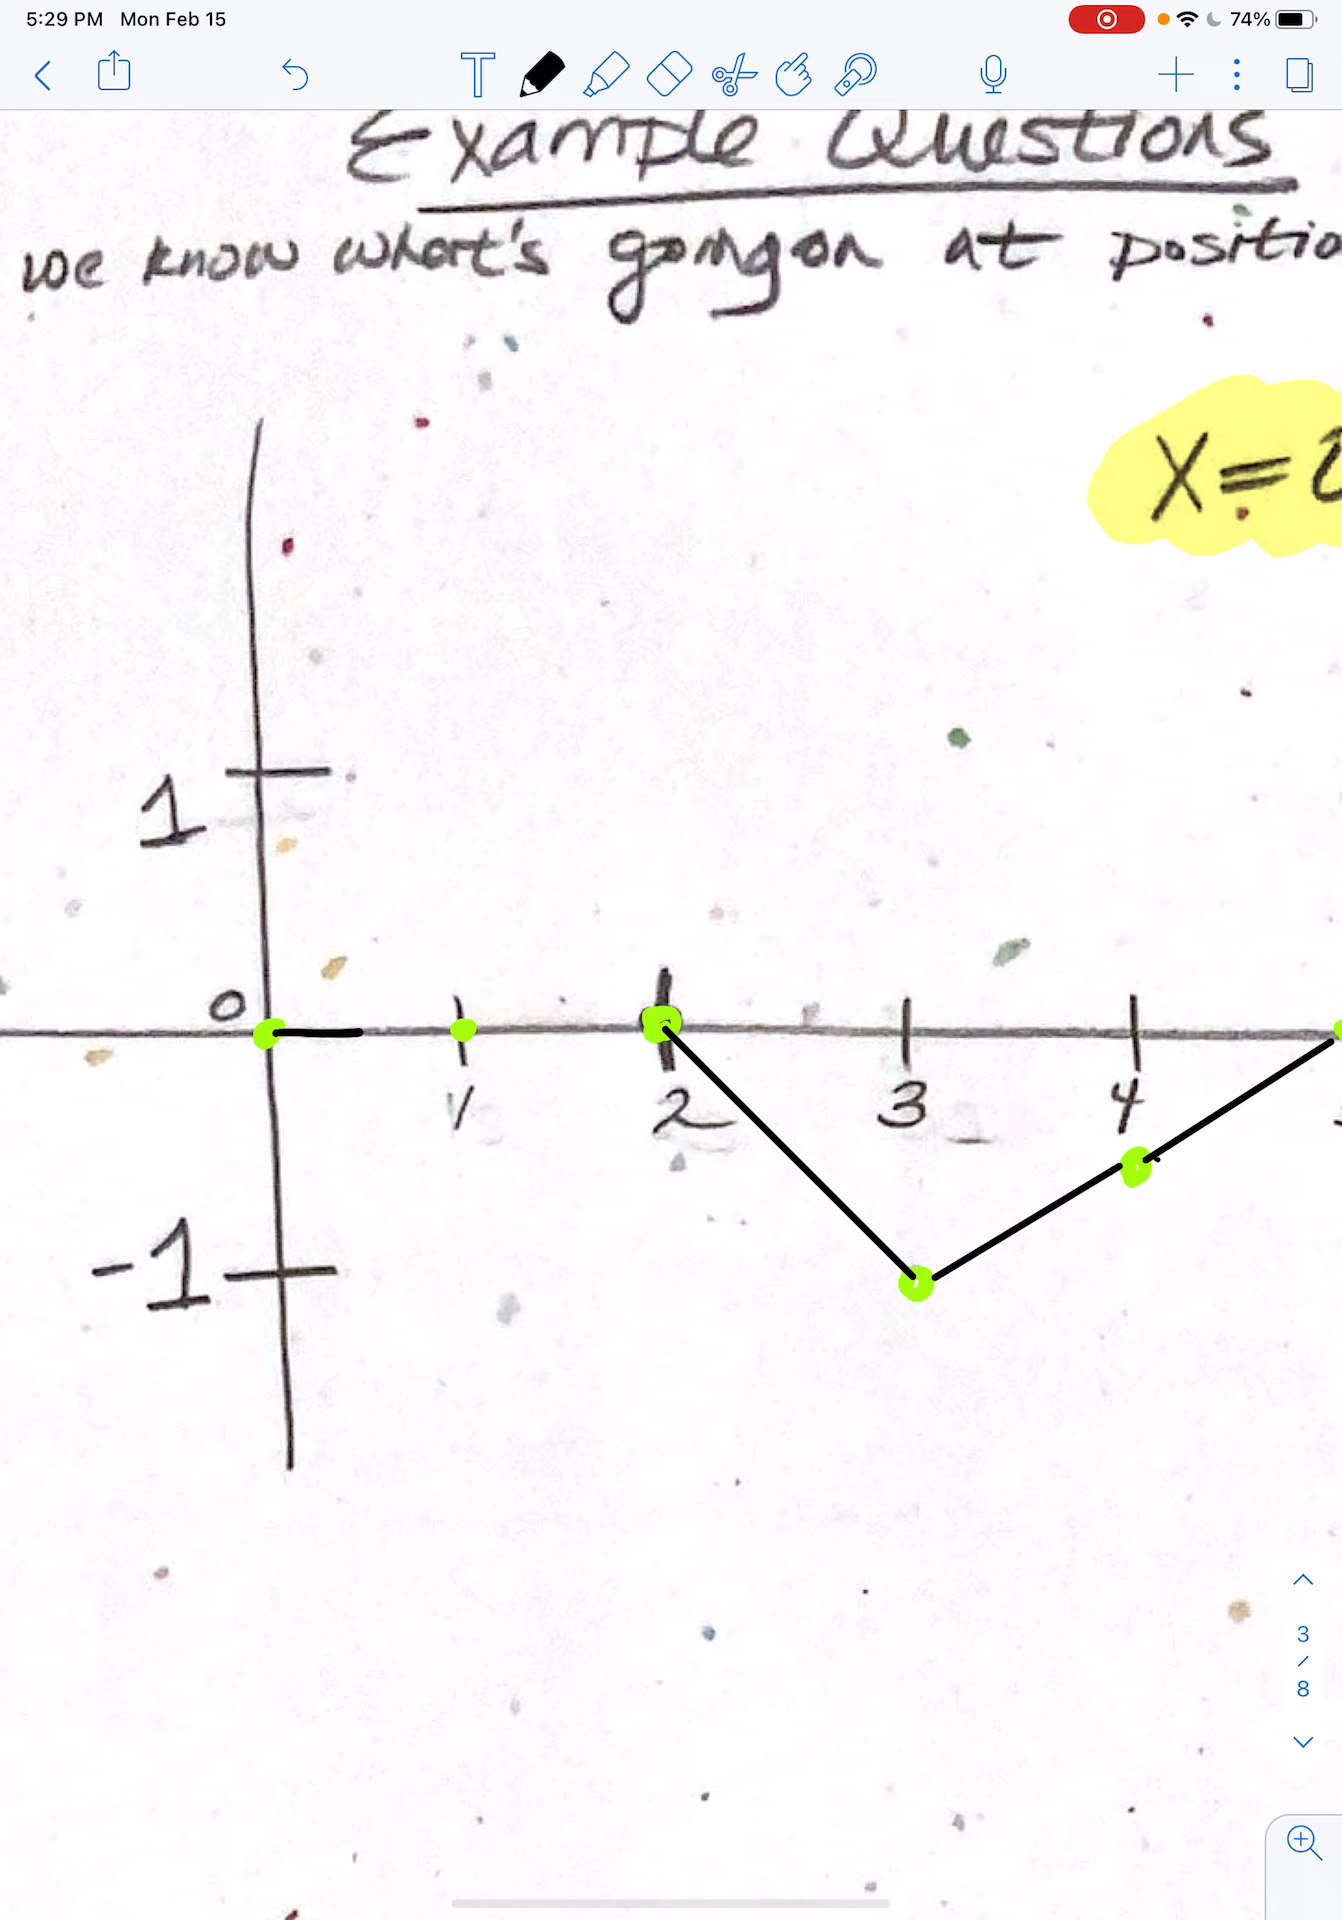 5:29 PM Mon Feb 15
74%
T
Example Questions
we know what's going on at positio
X=
1
0
1 2 3 4
-1
3
/
8